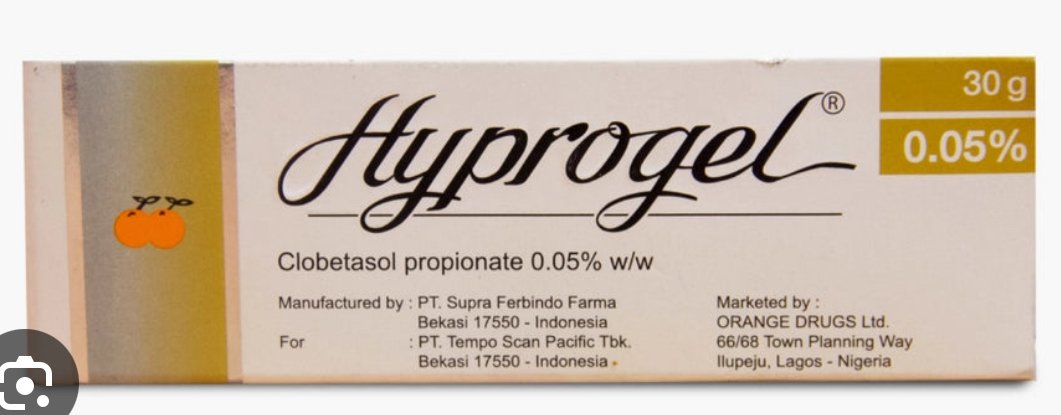 Hyprogel®
30 g
0.05%
Clobetasol propionate 0.05% w/w
Manufactured by : PT. Supra Ferbindo Farma
Bekasi 17550 - Indonesia
For : PT. Tempo Scan Pacific Tbk.
Bekasi 17550 - Indonesia
Marketed by :
ORANGE DRUGS Ltd.
66/68 Town Planning Way
Ilupeju, Lagos - Nigeria